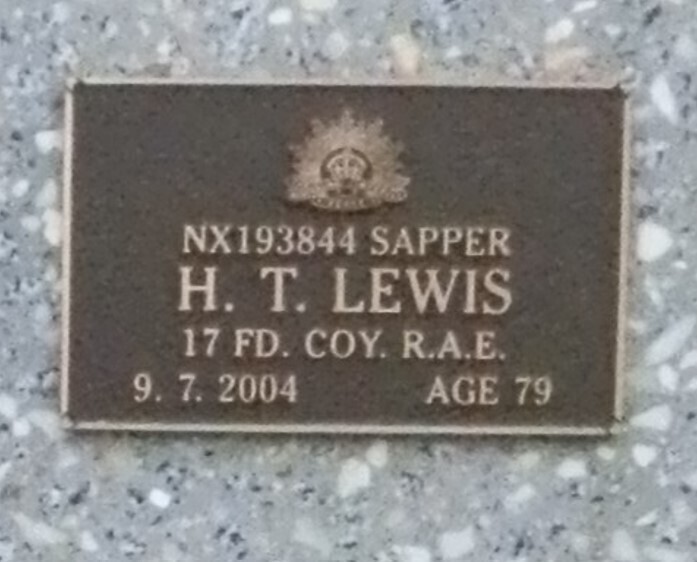 NX193844 SAPPER
H. T. LEWIS
17 FD. COY. R.A.E.
9. 7. 2004 AGE 79